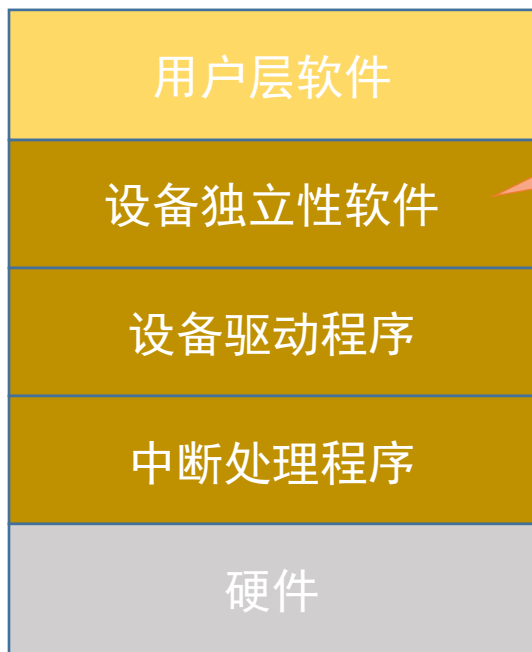 用户层软件
设备独立性软件
设备驱动程序
中断处理程序
硬件